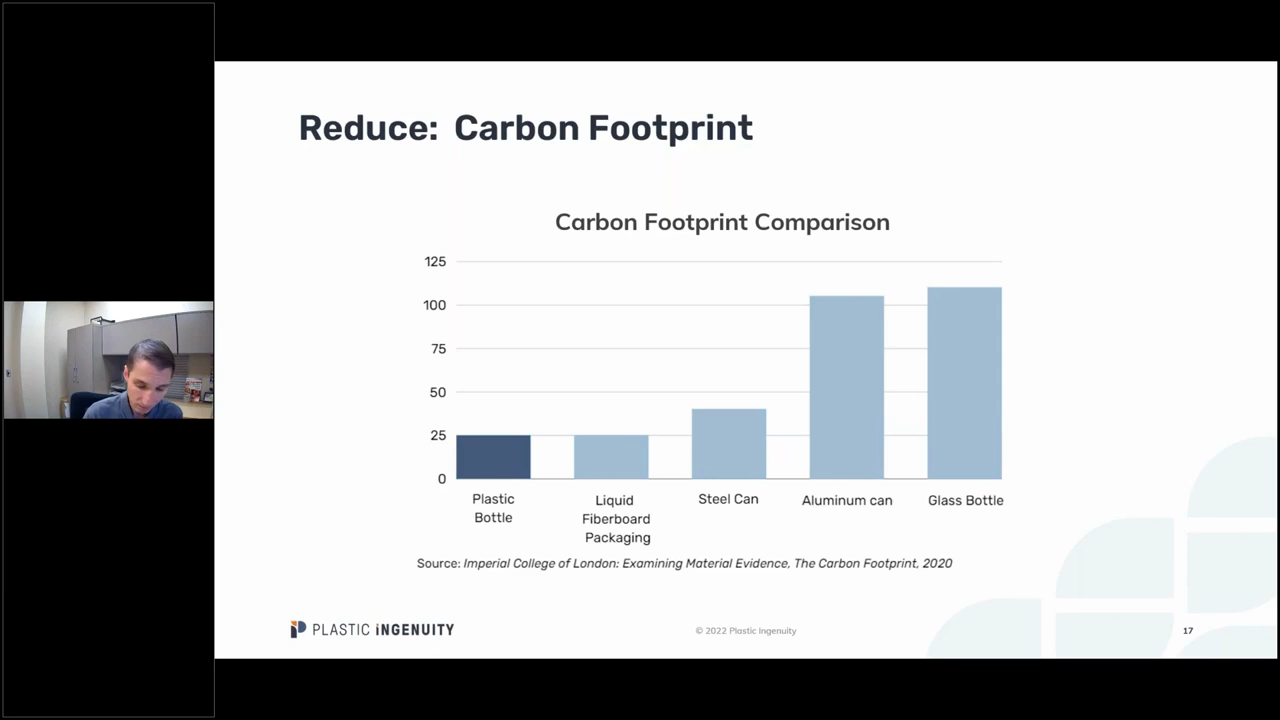 Reduce: Carbon Footprint
Carbon Footprint Comparison
125
100
75
50
25
0
Plastic
Bottle
Liquid
Fiberboard
Packaging
Steel Can
Aluminum can
Glass Bottle
Source: Imperial College of London: Examining Material Evidence, The Carbon Footprint, 2020
PLASTIC iNGENUITY
© 2022 Plastic Ingenuity
17